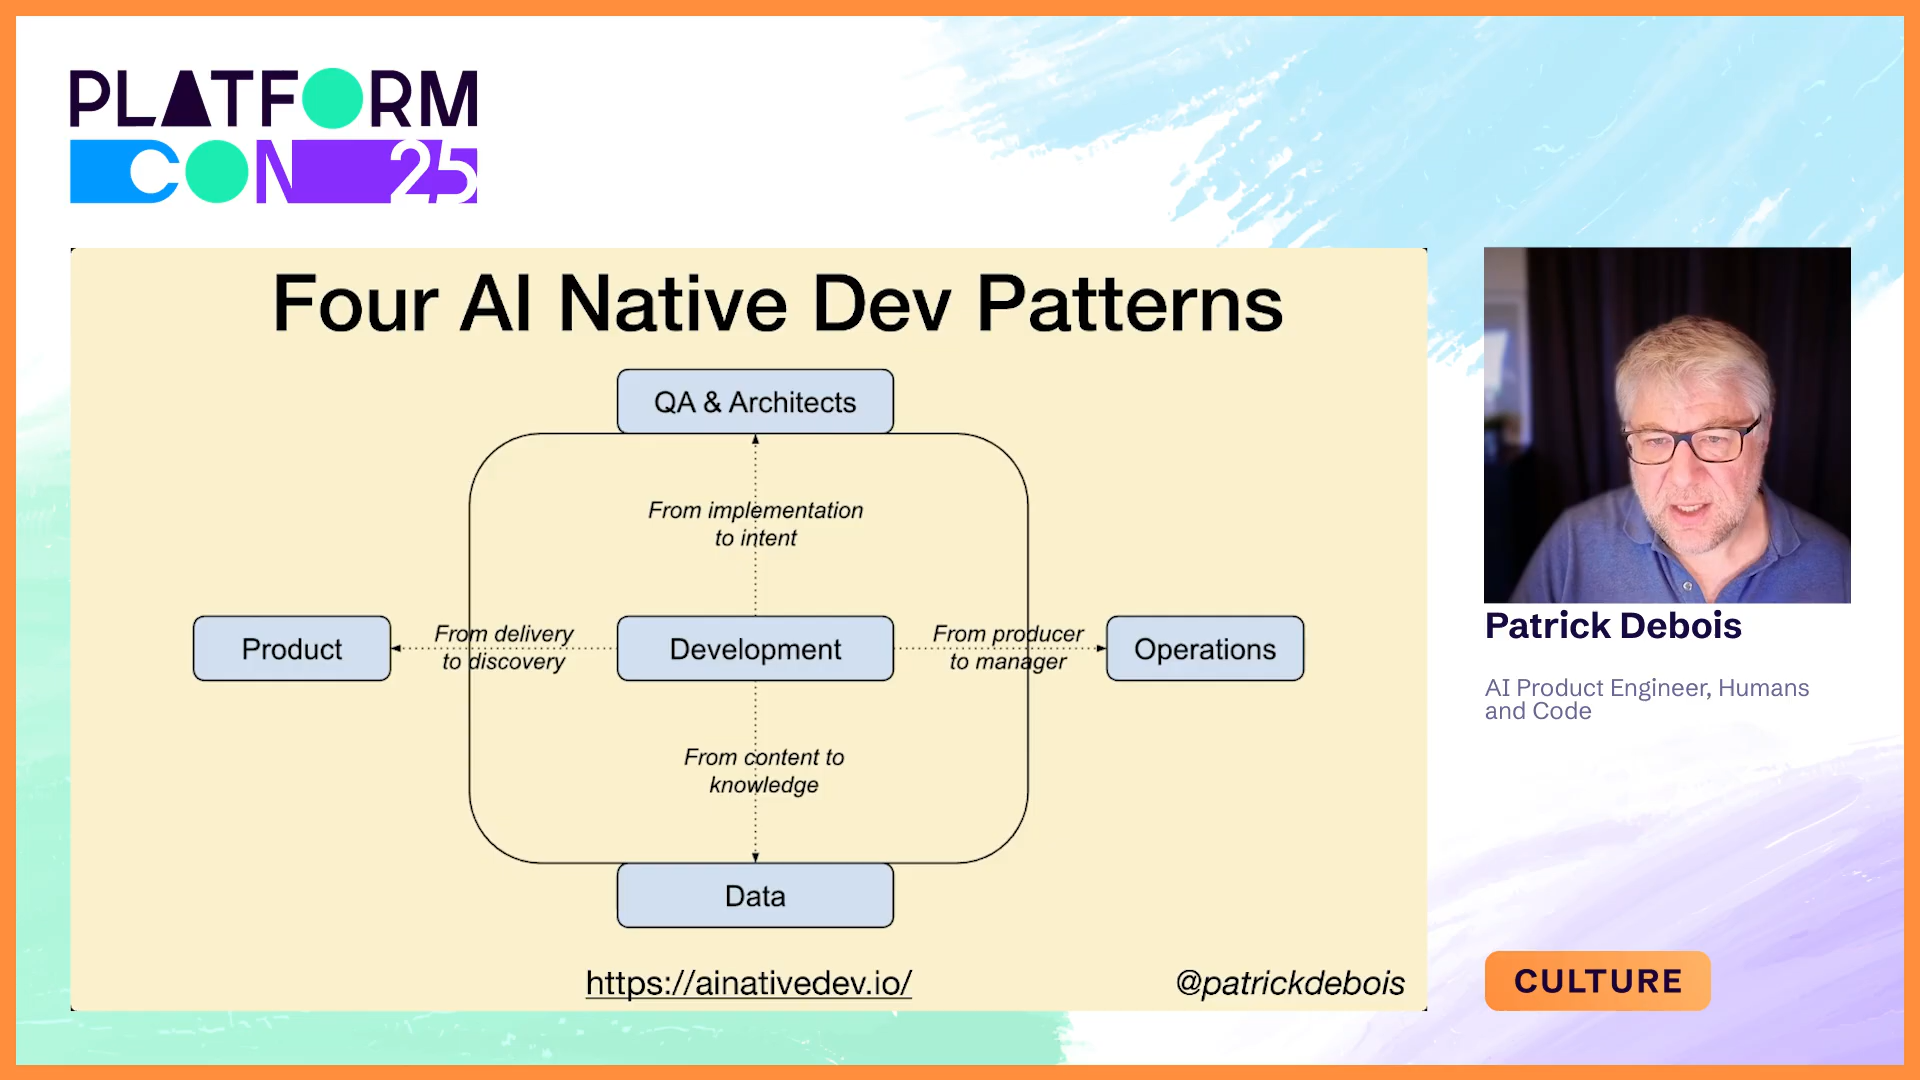 PLATFORM
CON 25
Four AI Native Dev Patterns
QA & Architects
From implementation
to intent
Product
From delivery
to discovery
Development
From producer
to manager
Operations
From content to
knowledge
Data
https://ainativedev.io/
@patrickdebois
Patrick Debois
AI Product Engineer, Humans
and Code
CULTURE